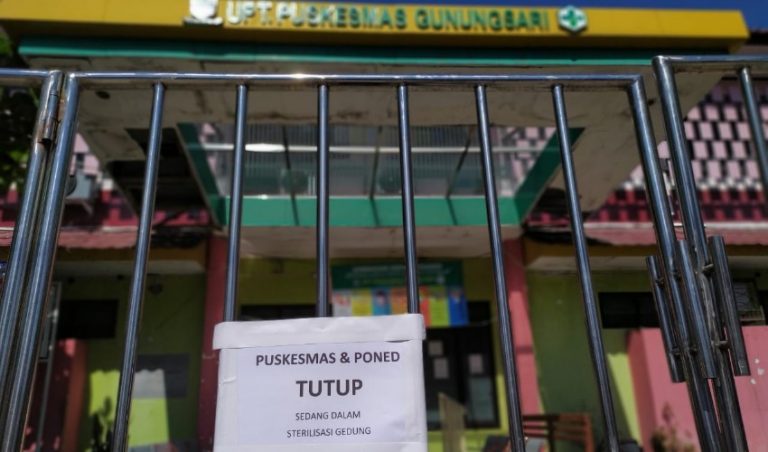 UPT. PUSKESMAS GUNUNGSARI
PUSKESMAS & PONED
TUTUP
SEDANG DALAM
STERILISASI GEDUNG